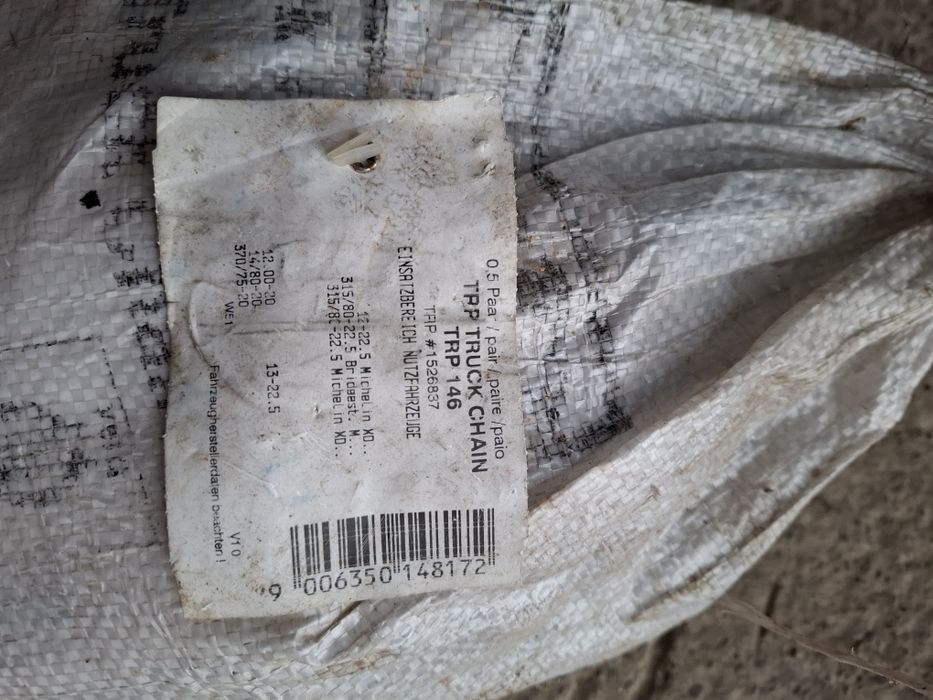 0,5 Paar / pair / paire /paio
TRP TRUCK CHAIN
TRP 146
TRP #1526837
EINSATZBEREICH NUTZFAHRZEUGE
12-22.5 Michelin XD..
315/80-22.5 Bridgest. M...
315/80-22.5 Michelin XD..
12.00-20
14/80-20
370/75-20
13-22.5
WE1
V1.0
Fahrzeugherstellerdaten beachten !
9 006350 148172